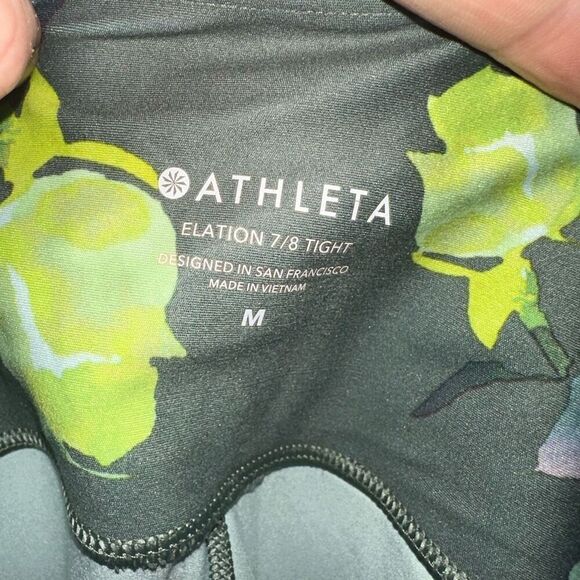 ATHLETA
ELATION 7/8 TIGHT
DESIGNED IN SAN FRANCISCO
MADE IN VIETNAM
M